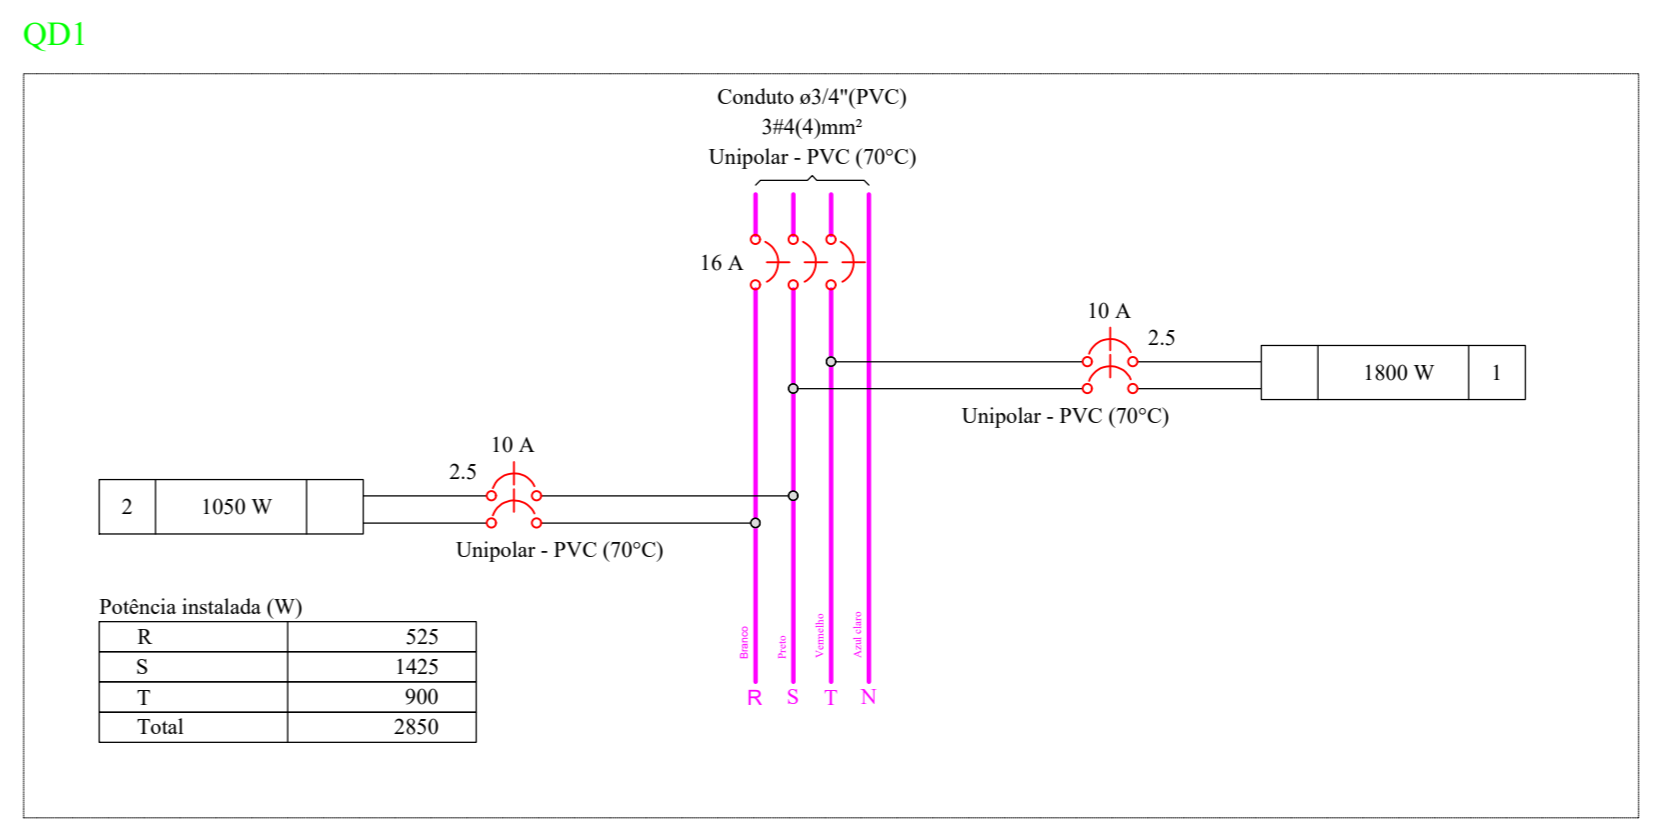 QD1
Conduto ø3/4"(PVC)
3#4(4)mm²
Unipolar - PVC (70°C)
16 A
10 A
2.5
1800 W 1
Unipolar - PVC (70°C)
10 A
2.5
2 1050 W
Unipolar - PVC (70°C)
Potência instalada (W)
R 525
S 1425
T 900
Total 2850
Branco
Preto
Vermelho
Azul claro
R S T N